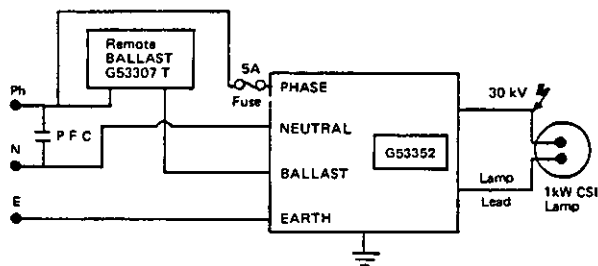 Remote
BALLAST
G53307 T
5A
Fuse
Ph
P F C
N
E
PHASE
NEUTRAL
BALLAST
EARTH
G53352
30 kV
Lamp
Lead
1kW CSI
Lamp